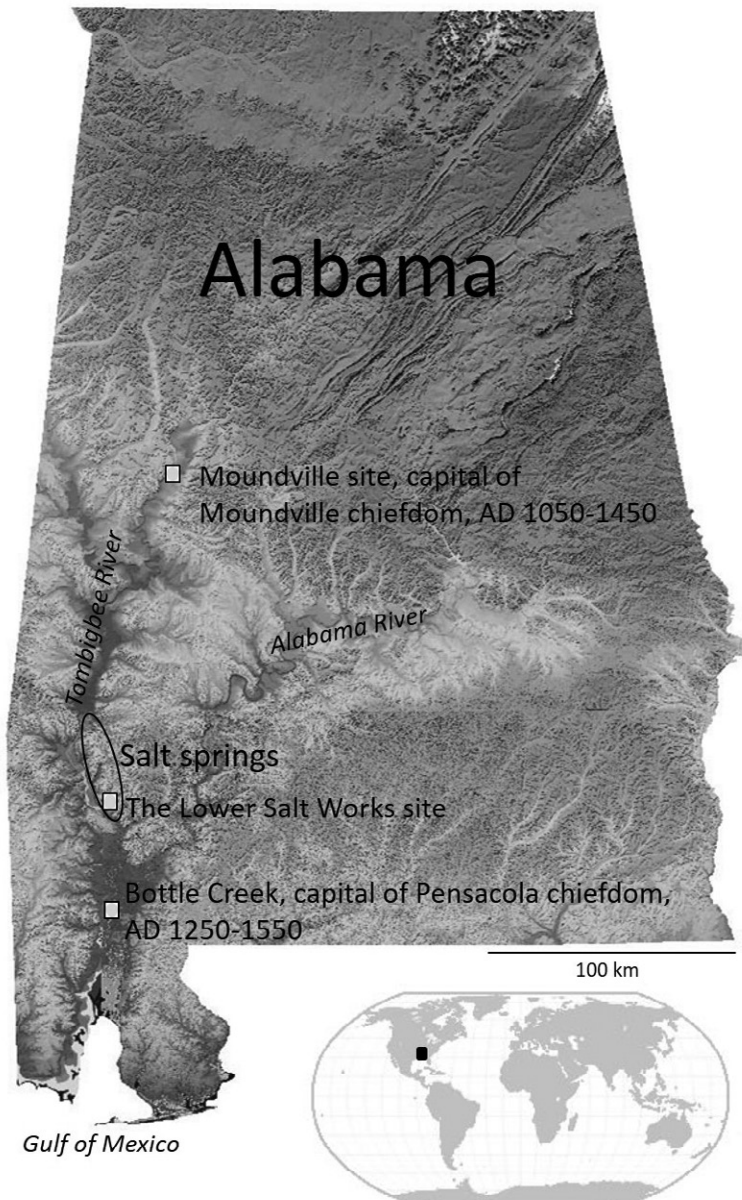 Alabama
Moundville site, capital of
Moundville chiefdom, AD 1050-1450
Tombigbee River
Alabama River
Salt springs
The Lower Salt Works site
Bottle Creek, capital of Pensacola chiefdom,
AD 1250-1550
100 km
Gulf of Mexico